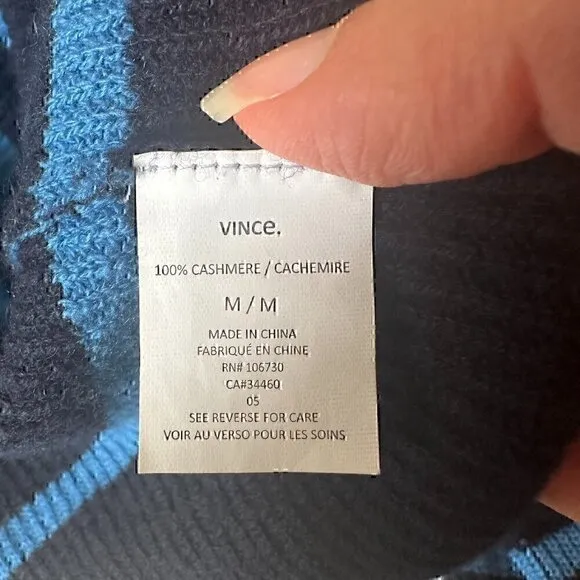 VINCe.
100% CASHMERE / CACHEMIRE
M / M
MADE IN CHINA
FABRIQUÉ EN CHINE
RN# 106730
CA#34460
05
SEE REVERSE FOR CARE
VOIR AU VERSO POUR LES SOINS